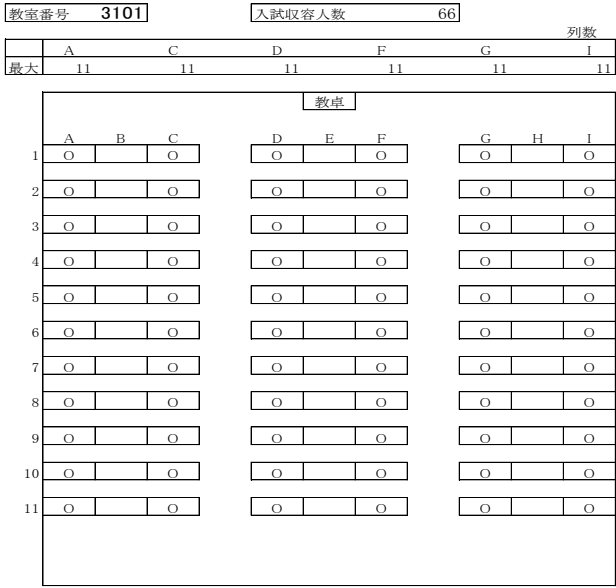 教室番号 3101 入試収容人数 66
列数
A C D F G I
最大 11 11 11 11 11 11
教卓
A B C D E F G H I
1 O O O O O O
2 O O O O O O
3 O O O O O O
4 O O O O O O
5 O O O O O O
6 O O O O O O
7 O O O O O O
8 O O O O O O
9 O O O O O O
10 O O O O O O
11 O O O O O O